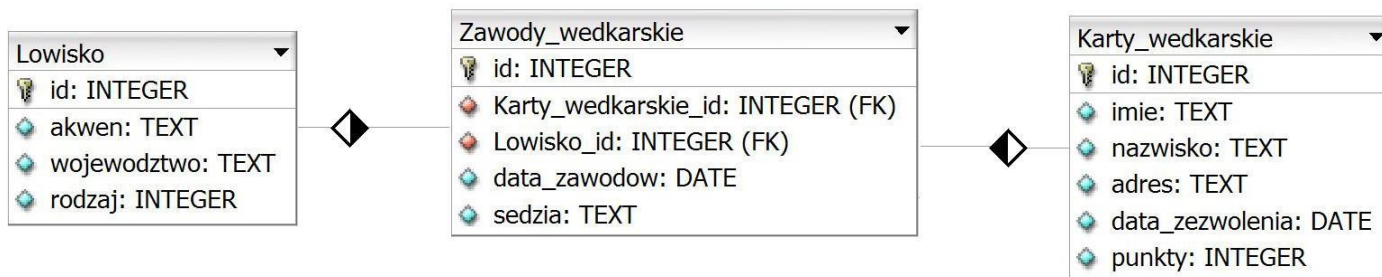 Lowisko
id: INTEGER
akwen: TEXT
wojewodztwo: TEXT
rodzaj: INTEGER
Zawody_wedkarskie
id: INTEGER
Karty_wedkarskie_id: INTEGER (FK)
Lowisko_id: INTEGER (FK)
data_zawodow: DATE
sedzia: TEXT
Karty_wedkarskie
id: INTEGER
imie: TEXT
nazwisko: TEXT
adres: TEXT
data_zezwolenia: DATE
punkty: INTEGER